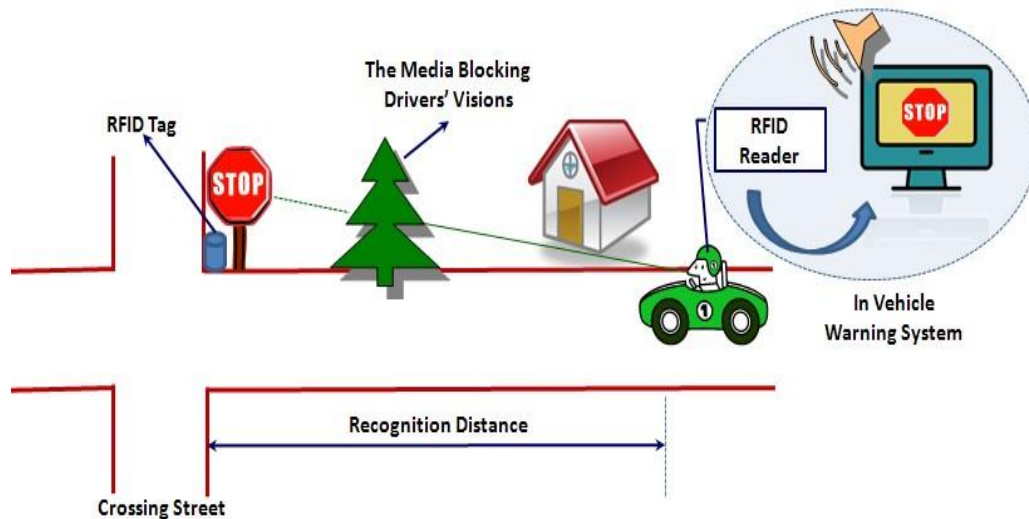 The Media Blocking
Drivers' Visions
RFID Tag
STOP
RFID
Reader
STOP
1
In Vehicle
Warning System
Recognition Distance
Crossing Street